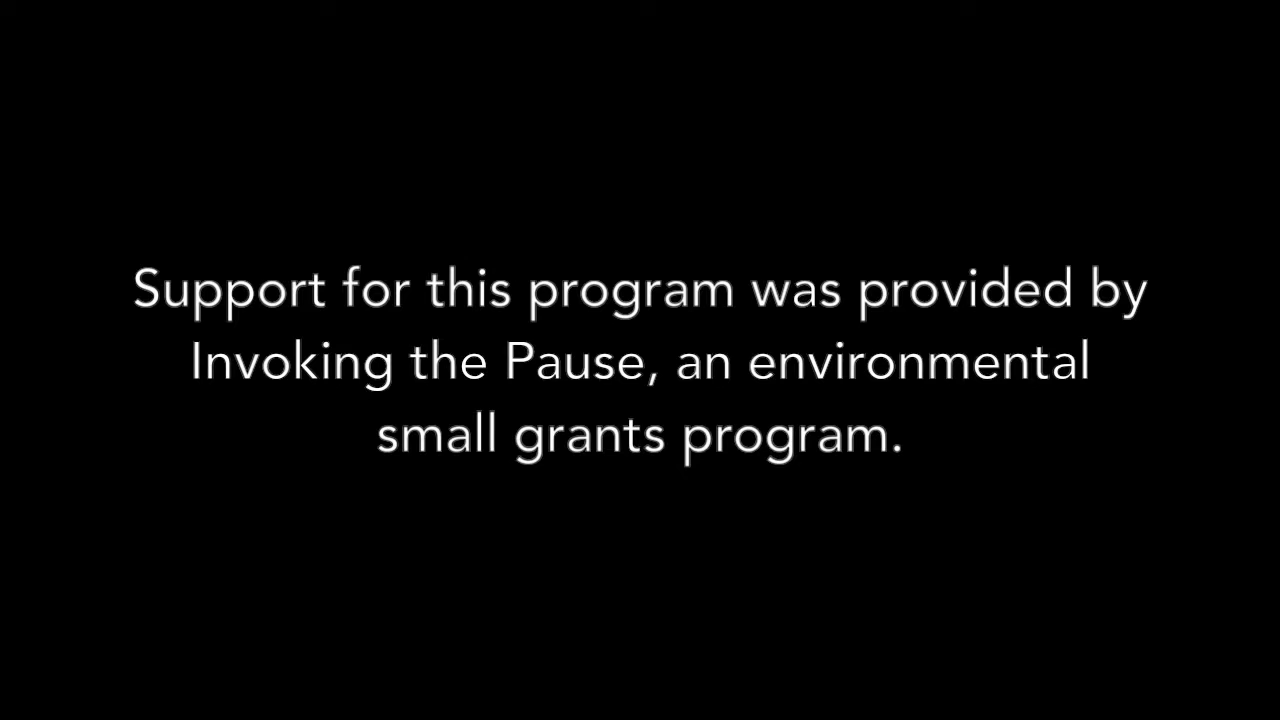 Support for this program was provided by
Invoking the Pause, an environmental
small grants program.